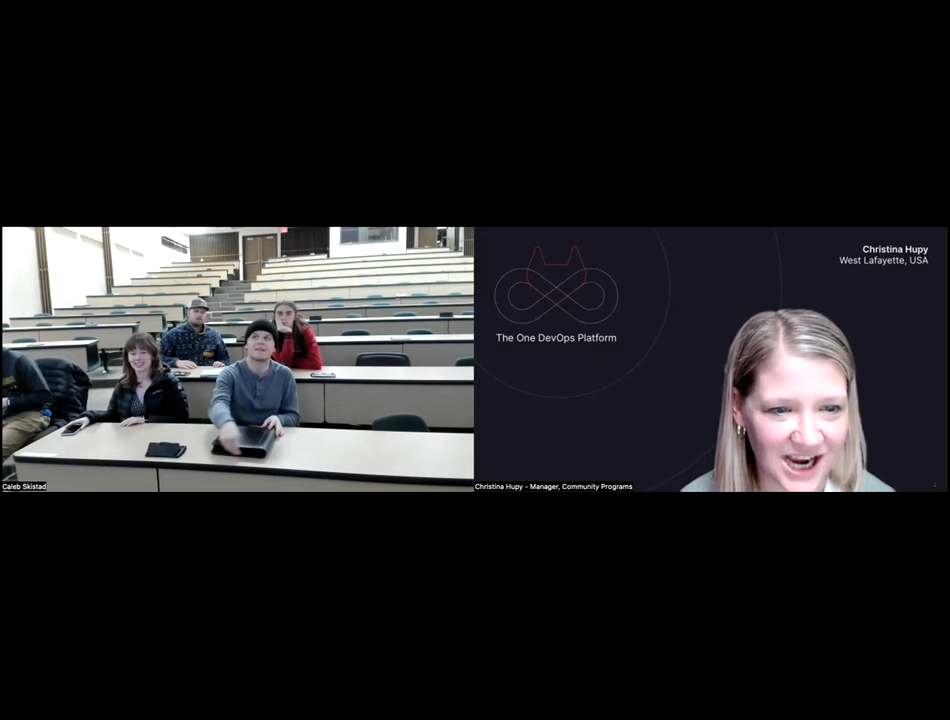 Christina Hupy
West Lafayette, USA
The One DevOps Platform
Caleb Skistad
Christina Hupy - Manager, Community Programs